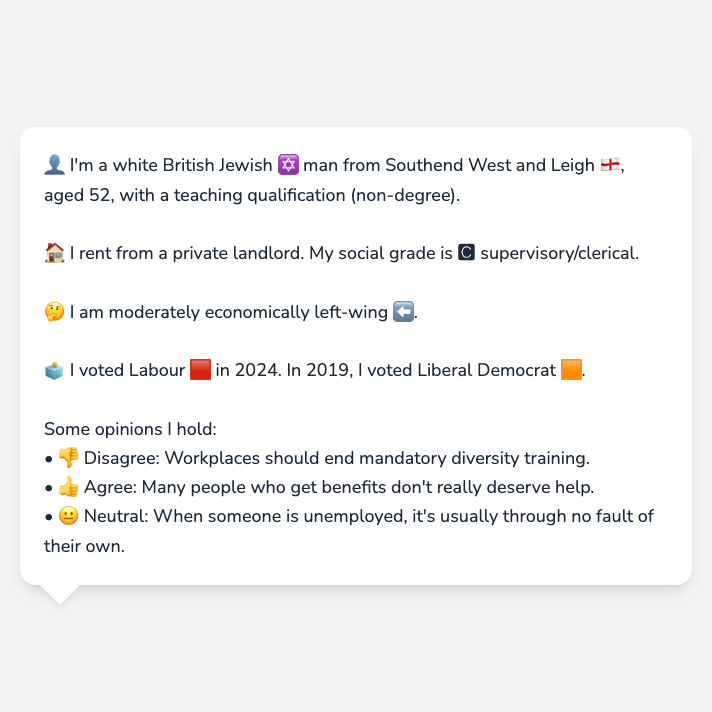 👤 I'm a white British Jewish ✡️ man from Southend West and Leigh 🏴󠁧󠁢󠁥󠁮󠁧󠁿,
aged 52, with a teaching qualification (non-degree).
🏠 I rent from a private landlord. My social grade is 🅲 supervisory/clerical.
🤔 I am moderately economically left-wing ⬅️.
🗳️ I voted Labour 🟥 in 2024. In 2019, I voted Liberal Democrat 🟧.
Some opinions I hold:
• 👎 Disagree: Workplaces should end mandatory diversity training.
• 👍 Agree: Many people who get benefits don't really deserve help.
• 😐 Neutral: When someone is unemployed, it's usually through no fault of
their own.